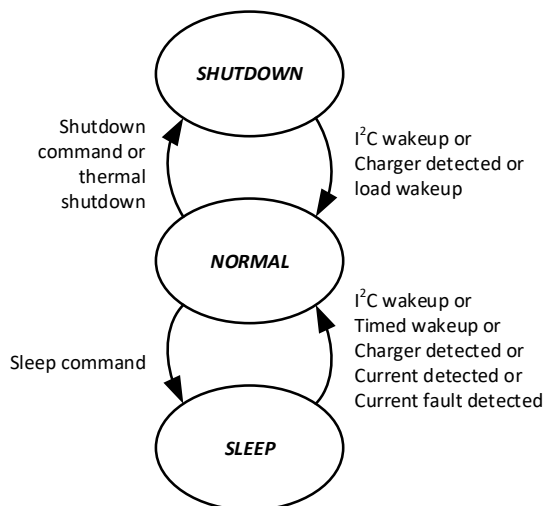 SHUTDOWN
Shutdown
command or
thermal
shutdown
I²C wakeup or
Charger detected or
load wakeup
NORMAL
Sleep command
I²C wakeup or
Timed wakeup or
Charger detected or
Current detected or
Current fault detected
SLEEP